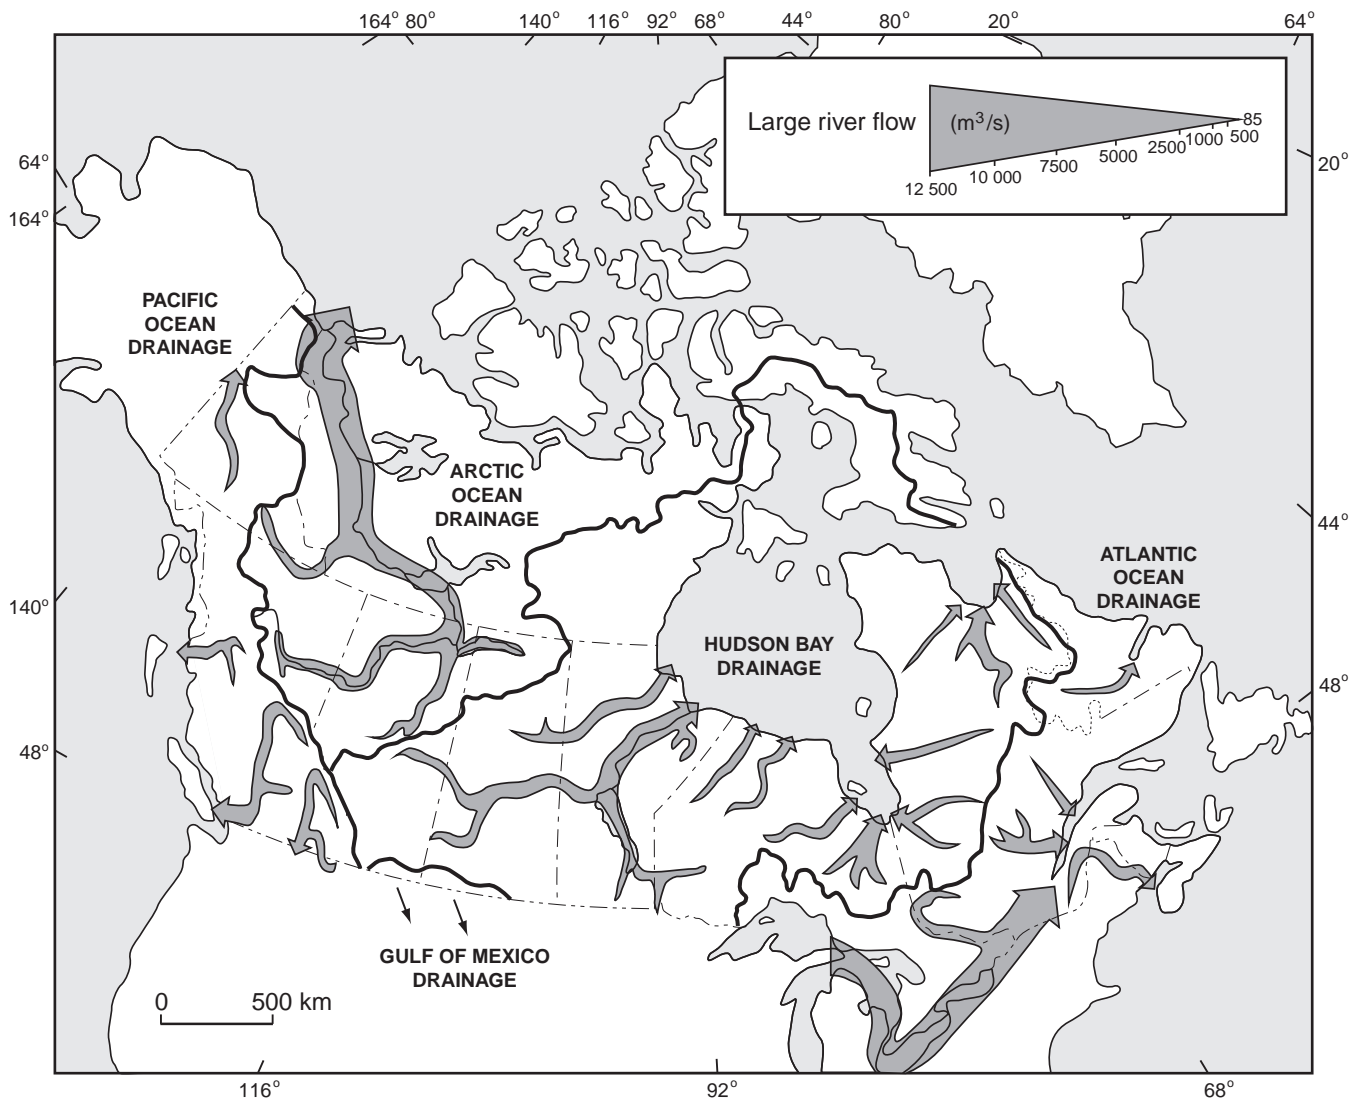 164° 80° 140° 116° 92° 68° 44° 80° 20° 64°
Large river flow (m³/s)
85
500
1000
2500
5000
7500
10 000
12 500
64°
164°
20°
PACIFIC
OCEAN
DRAINAGE
ARCTIC
OCEAN
DRAINAGE
44°
ATLANTIC
OCEAN
DRAINAGE
140°
HUDSON BAY
DRAINAGE
48°
48°
GULF OF MEXICO
DRAINAGE
0 500 km
116° 92° 68°